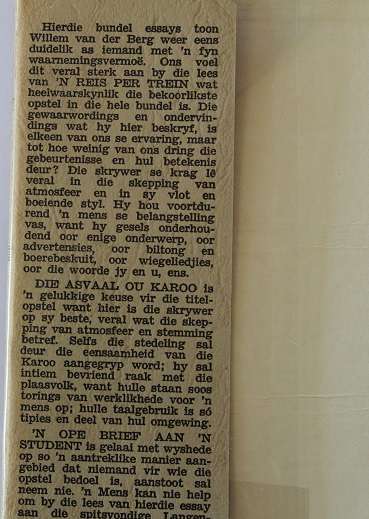 Hierdie bundel essays toon
Willem van der Berg weer eens
duidelik as iemand met 'n fyn
waarnemingsvermoë. Ons voel
dit veral sterk aan by die lees
van 'N REIS PER TREIN wat
heelwaarskynlik die bekoorlikste
opstel in die hele bundel is. Die
gewaarwordings en ondervin-
dings wat hy hier beskryf, is
elkeen van ons se ervaring, maar
tot hoe weinig van ons dring die
gebeurtenisse en hul betekenis
deur? Die skrywer se krag lê
veral in die skepping van
atmosfeer en in sy vlot en
boeiende styl. Hy hou voortdu-
rend 'n mens se belangstelling
vas, want hy gesels onderhou-
dend oor enige onderwerp, oor
advertensies, oor biltong en
boerebeskuit, oor wiegeliedjies,
oor die woorde jy en u, ens.
DIE ASVAAL OU KAROO is
'n gelukkige keuse vir die titel-
opstel want hier is die skrywer
op sy beste, veral wat die skep-
ping van atmosfeer en stemming
betref. Selfs die stedeling sal
deur die eensaamheid van die
Karoo aangegryp word; hy sal
intiem bevriend raak met die
plaasvolk, want hulle staan soos
torings van werklikhede voor 'n
mens op; hulle taalgebruik is só
tipies en deel van hul omgewing.
'N OPE BRIEF AAN 'N
STUDENT is gelaai met wyshede
op so 'n aantreklike manier aan-
gebied dat niemand vir wie die
opstel bedoel is, aanstoot sal
neem nie. 'n Mens kan nie help
om by die lees van hierdie essay
aan die spitsvondige Langen-